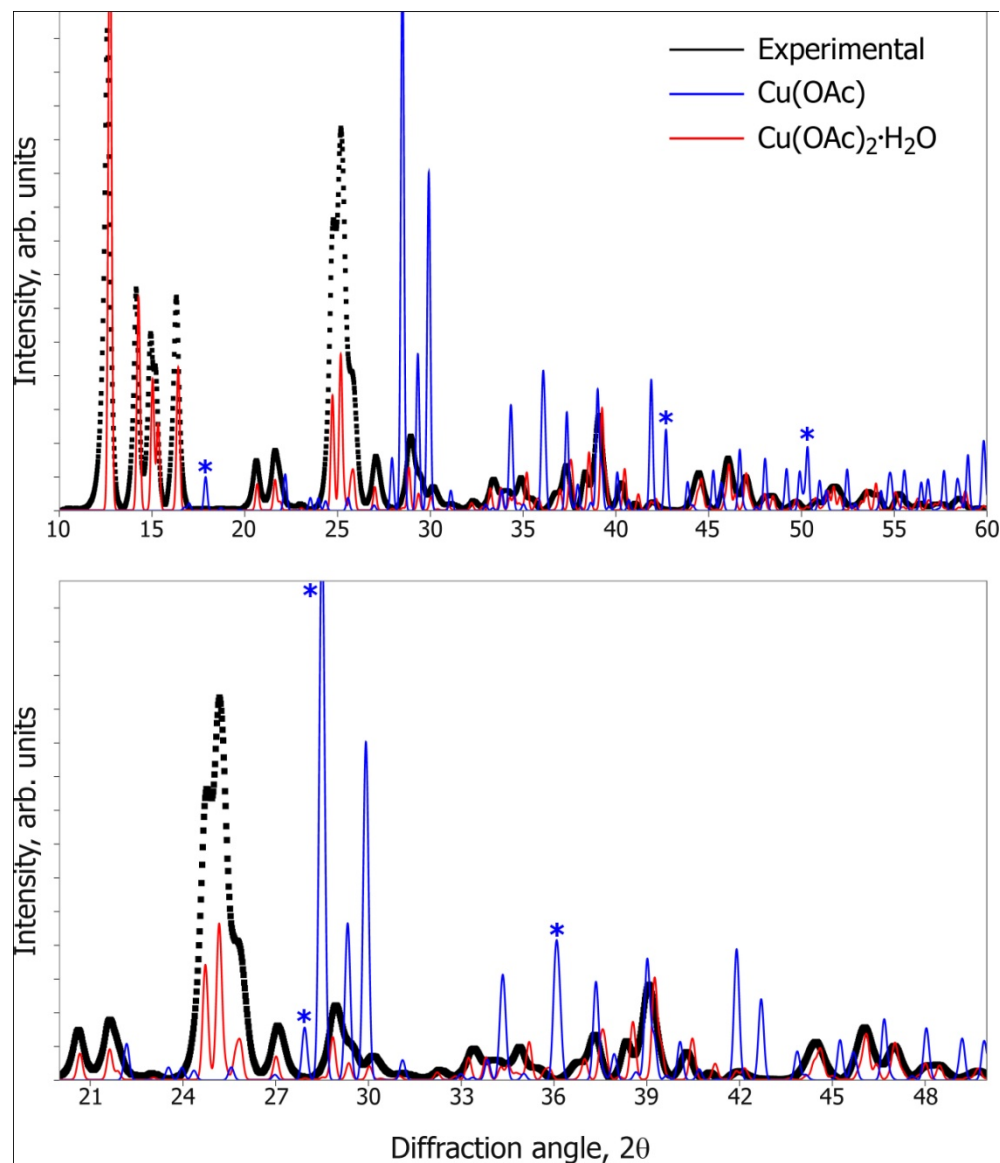 Experimental
Cu(OAc)
Cu(OAc)₂·H₂O
Intensity, arb. units
*
*
*
10 15 20 25 30 35 40 45 50 55 60
*
*
*
Intensity, arb. units
21 24 27 30 33 36 39 42 45 48
Diffraction angle, 2θ